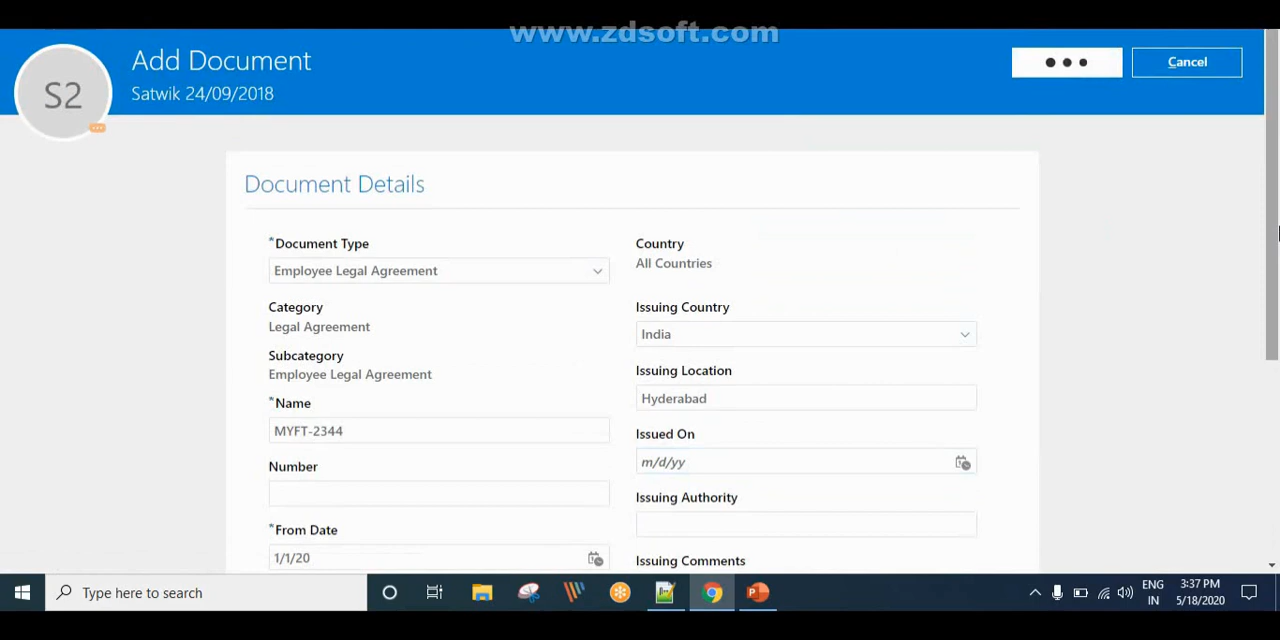 www.zdsoft.com
Add Document
Satwik 24/09/2018
S2
Cancel
Document Details
*Document Type
Employee Legal Agreement
Category
Legal Agreement
Subcategory
Employee Legal Agreement
*Name
MYFT-2344
Number
*From Date
1/1/20
Country
All Countries
Issuing Country
India
Issuing Location
Hyderabad
Issued On
m/d/yy
Issuing Authority
Issuing Comments
Type here to search
ENG
IN
3:37 PM
5/18/2020